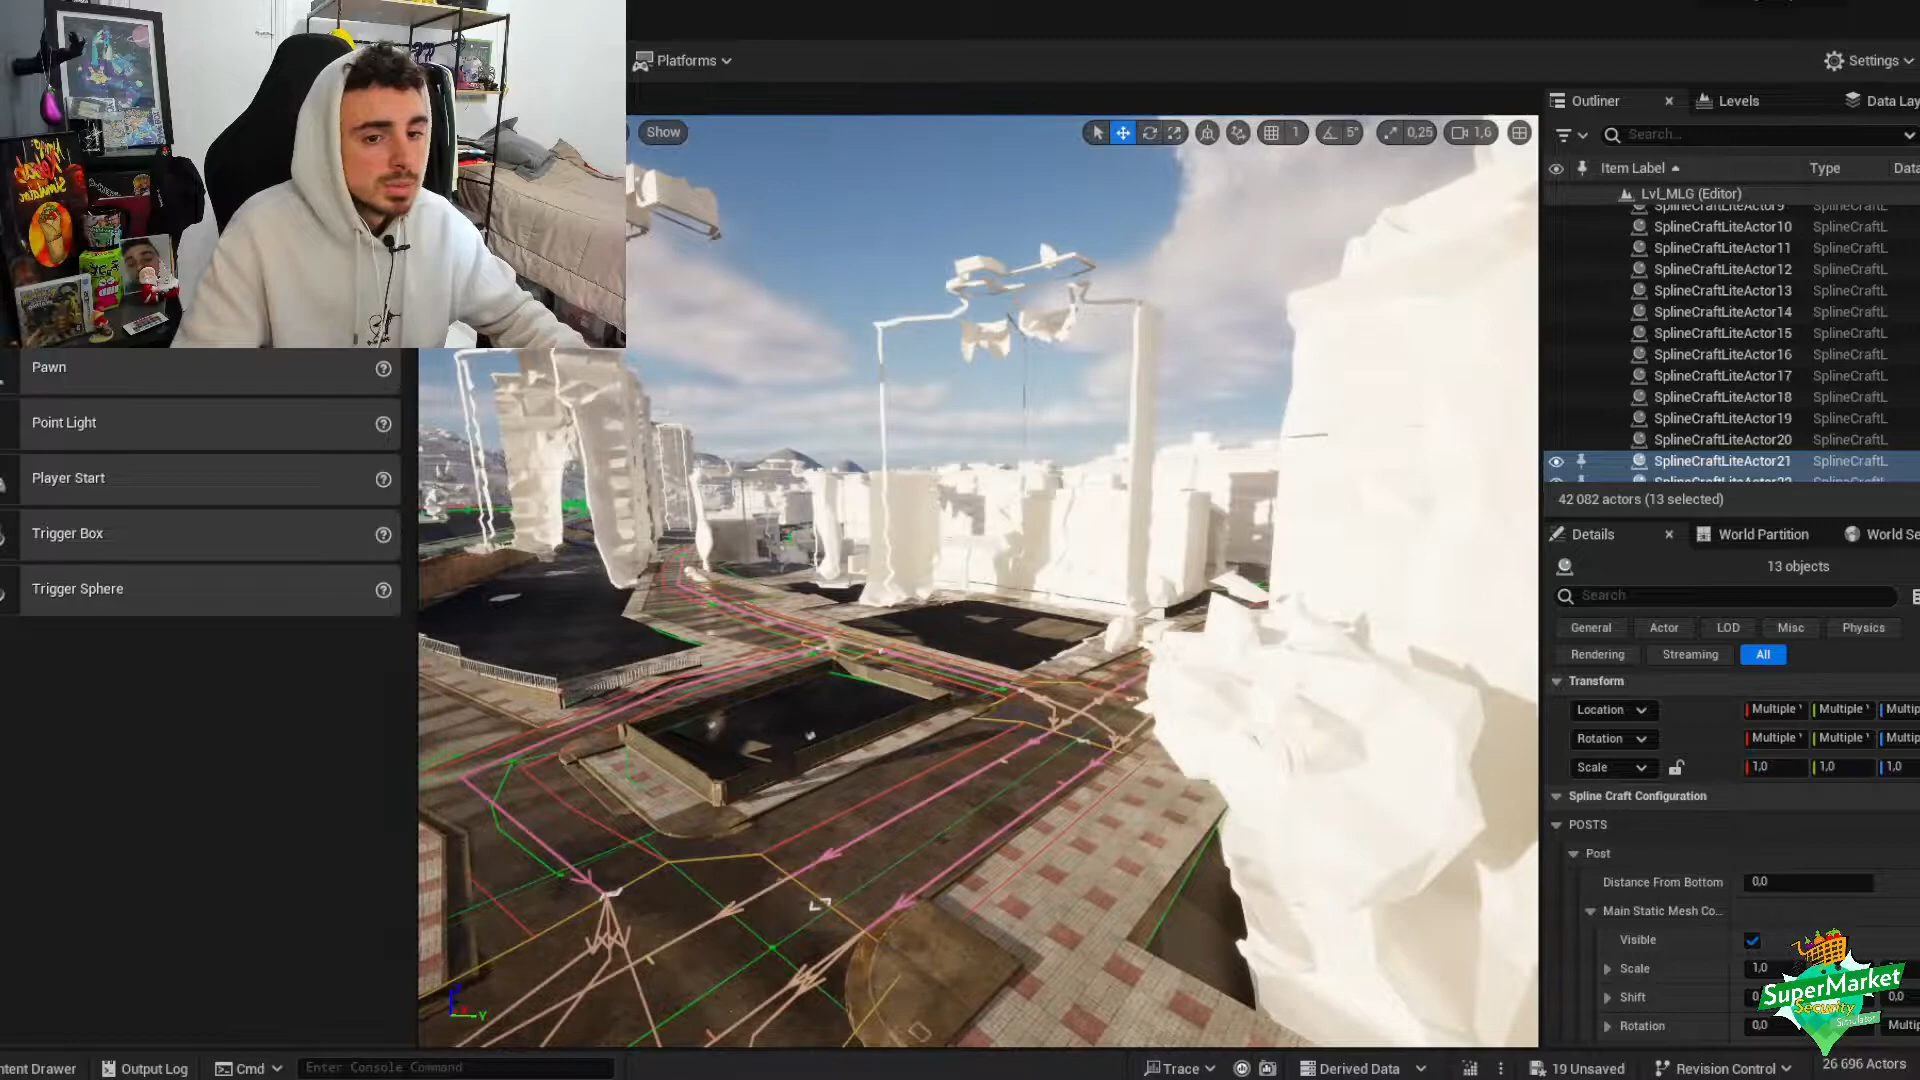 Platforms
Settings
Show
1
5°
0,25
1,6
Outliner
Levels
Data Lay
Search...
Item Label
Type
Data
Lvl_MLG (Editor)
SplineCraftLiteActor9 SplineCraftL
SplineCraftLiteActor10 SplineCraftL
SplineCraftLiteActor11 SplineCraftL
SplineCraftLiteActor12 SplineCraftL
SplineCraftLiteActor13 SplineCraftL
SplineCraftLiteActor14 SplineCraftL
SplineCraftLiteActor15 SplineCraftL
SplineCraftLiteActor16 SplineCraftL
SplineCraftLiteActor17 SplineCraftL
SplineCraftLiteActor18 SplineCraftL
SplineCraftLiteActor19 SplineCraftL
SplineCraftLiteActor20 SplineCraftL
SplineCraftLiteActor21 SplineCraftL
42 082 actors (13 selected)
Details
World Partition
World Se
13 objects
Search
General
Actor
LOD
Misc
Physics
Rendering
Streaming
All
Transform
Location Multiple Multiple Multip
Rotation Multiple Multiple Multip
Scale 1,0 1,0 1,0
Spline Craft Configuration
POSTS
Post
Distance From Bottom 0,0
Main Static Mesh Co...
Visible
Scale 1,0
Shift 0,0
Rotation 0,0 Multip
Pawn
Point Light
Player Start
Trigger Box
Trigger Sphere
Y
SuperMarket
Security
Simulator
ntent Drawer
Output Log
Cmd
Enter Console Command
Trace
Derived Data
19 Unsaved
Revision Control
26 696 Actors